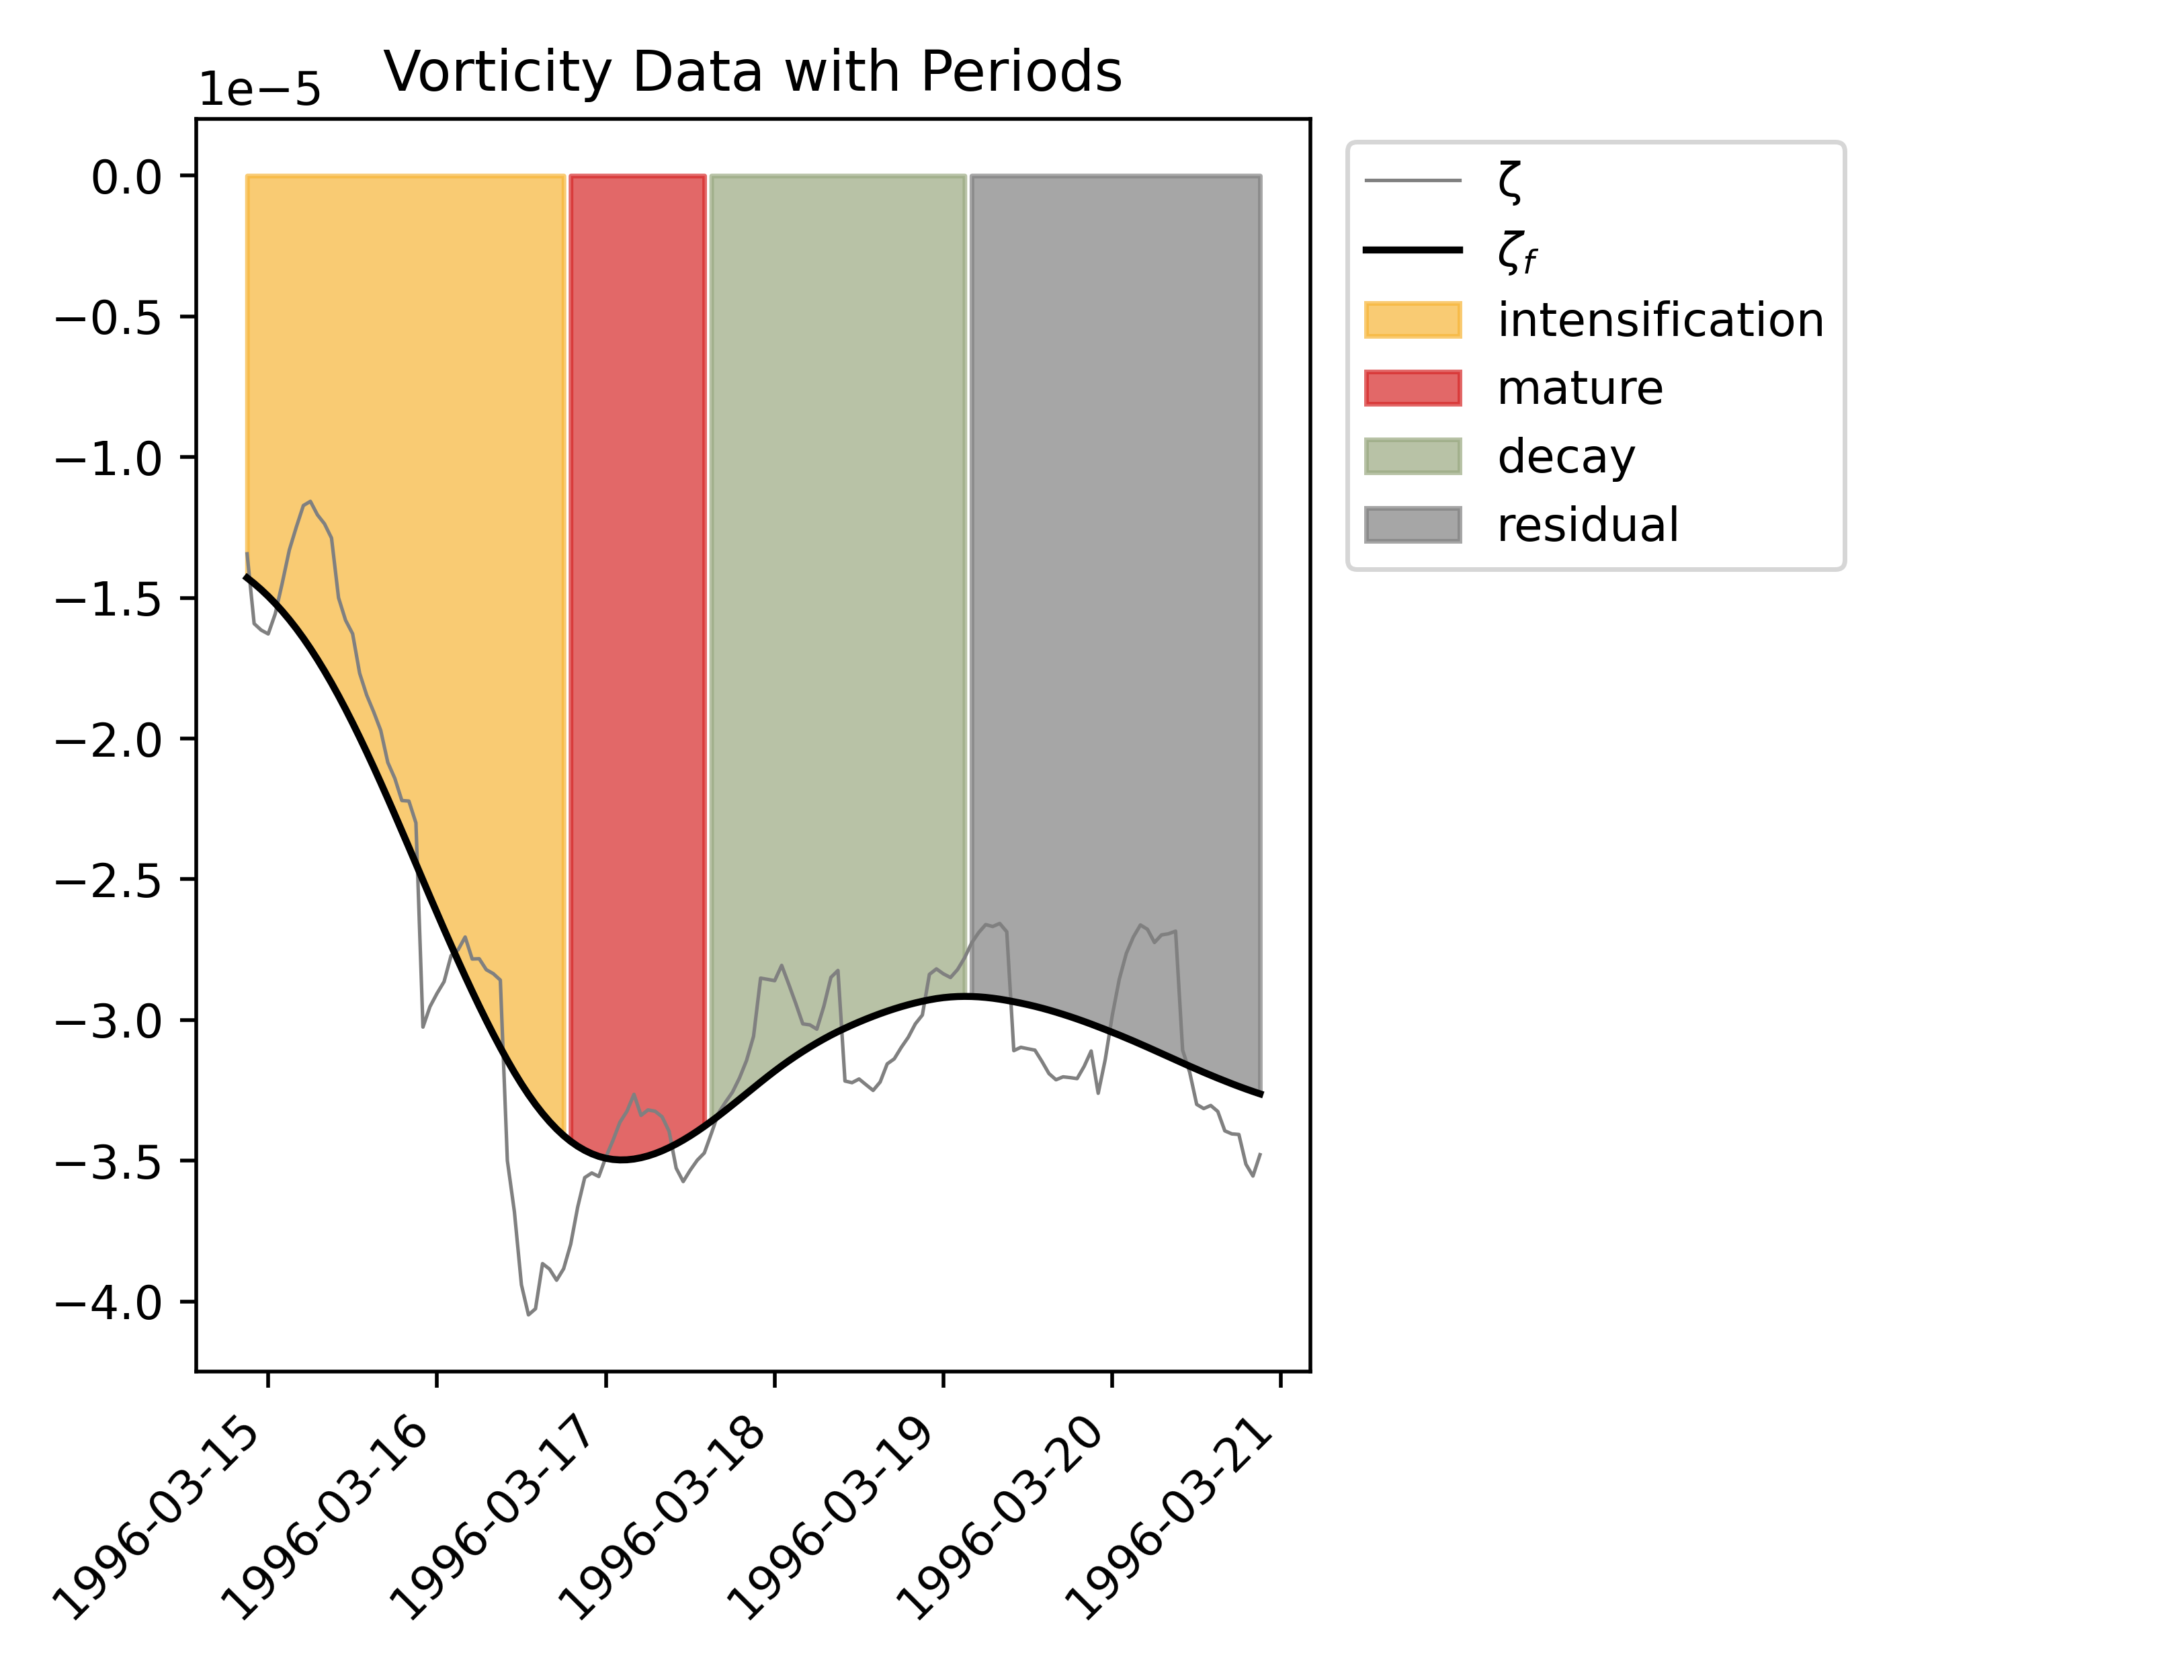 Vorticity Data with Periods
1e−5
0.0
−0.5
−1.0
−1.5
−2.0
−2.5
−3.0
−3.5
−4.0
1996-03-15
1996-03-16
1996-03-17
1996-03-18
1996-03-19
1996-03-20
1996-03-21
ζ
ζf
intensification
mature
decay
residual